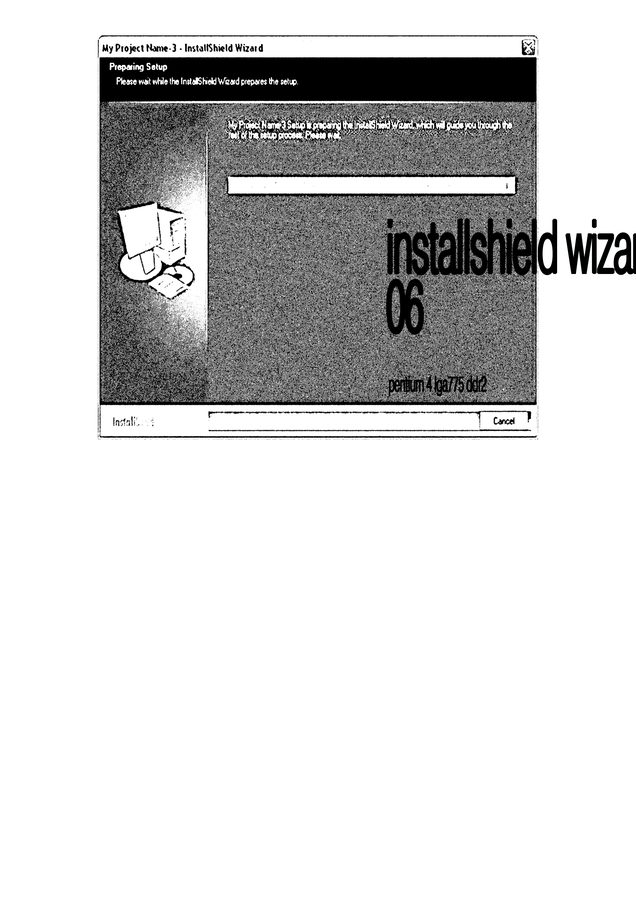 My Project Name-3 - InstallShield Wizard
Preparing Setup
Please wait while the InstallShield Wizard prepares the setup.
My Project Name-3 Setup is preparing the InstallShield Wizard, which will guide you through the
rest of the setup process. Please wait.
installshield wizar
06
pentium 4 lga775 ddr2
Cancel